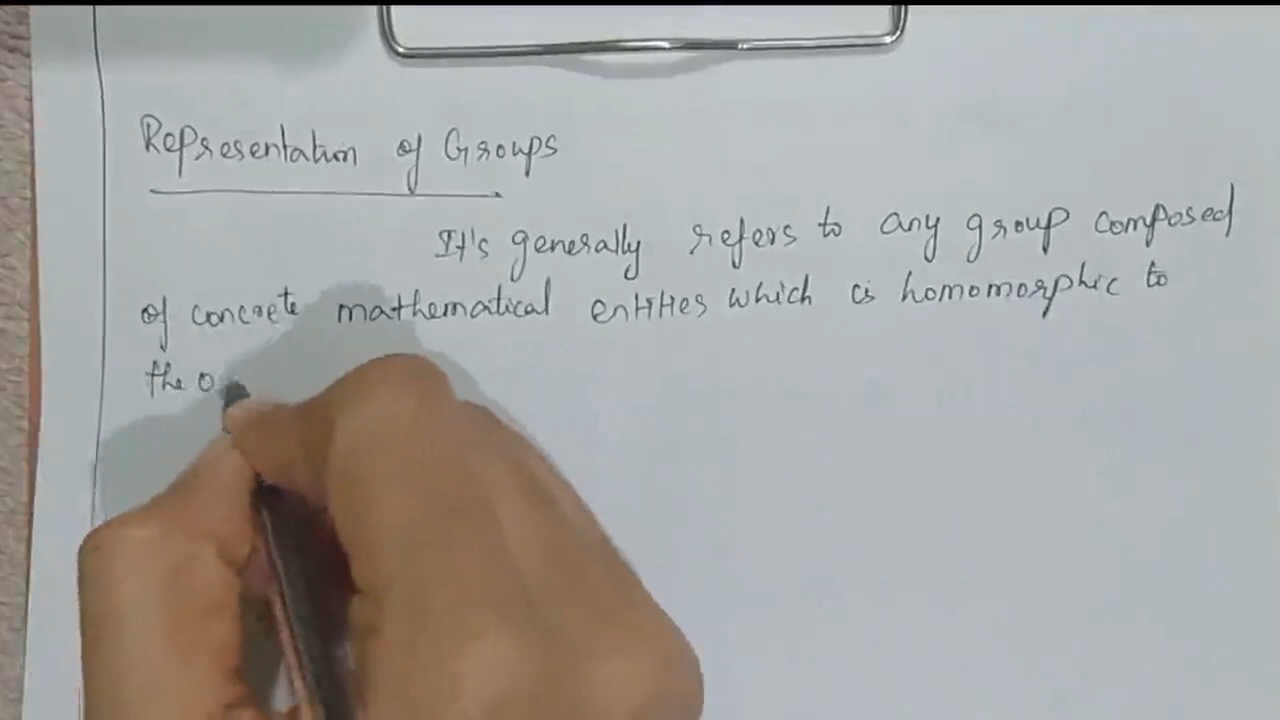 Representation of Groups
It's generally refers to any group composed
of concrete mathematical entities which is homomorphic to
the o